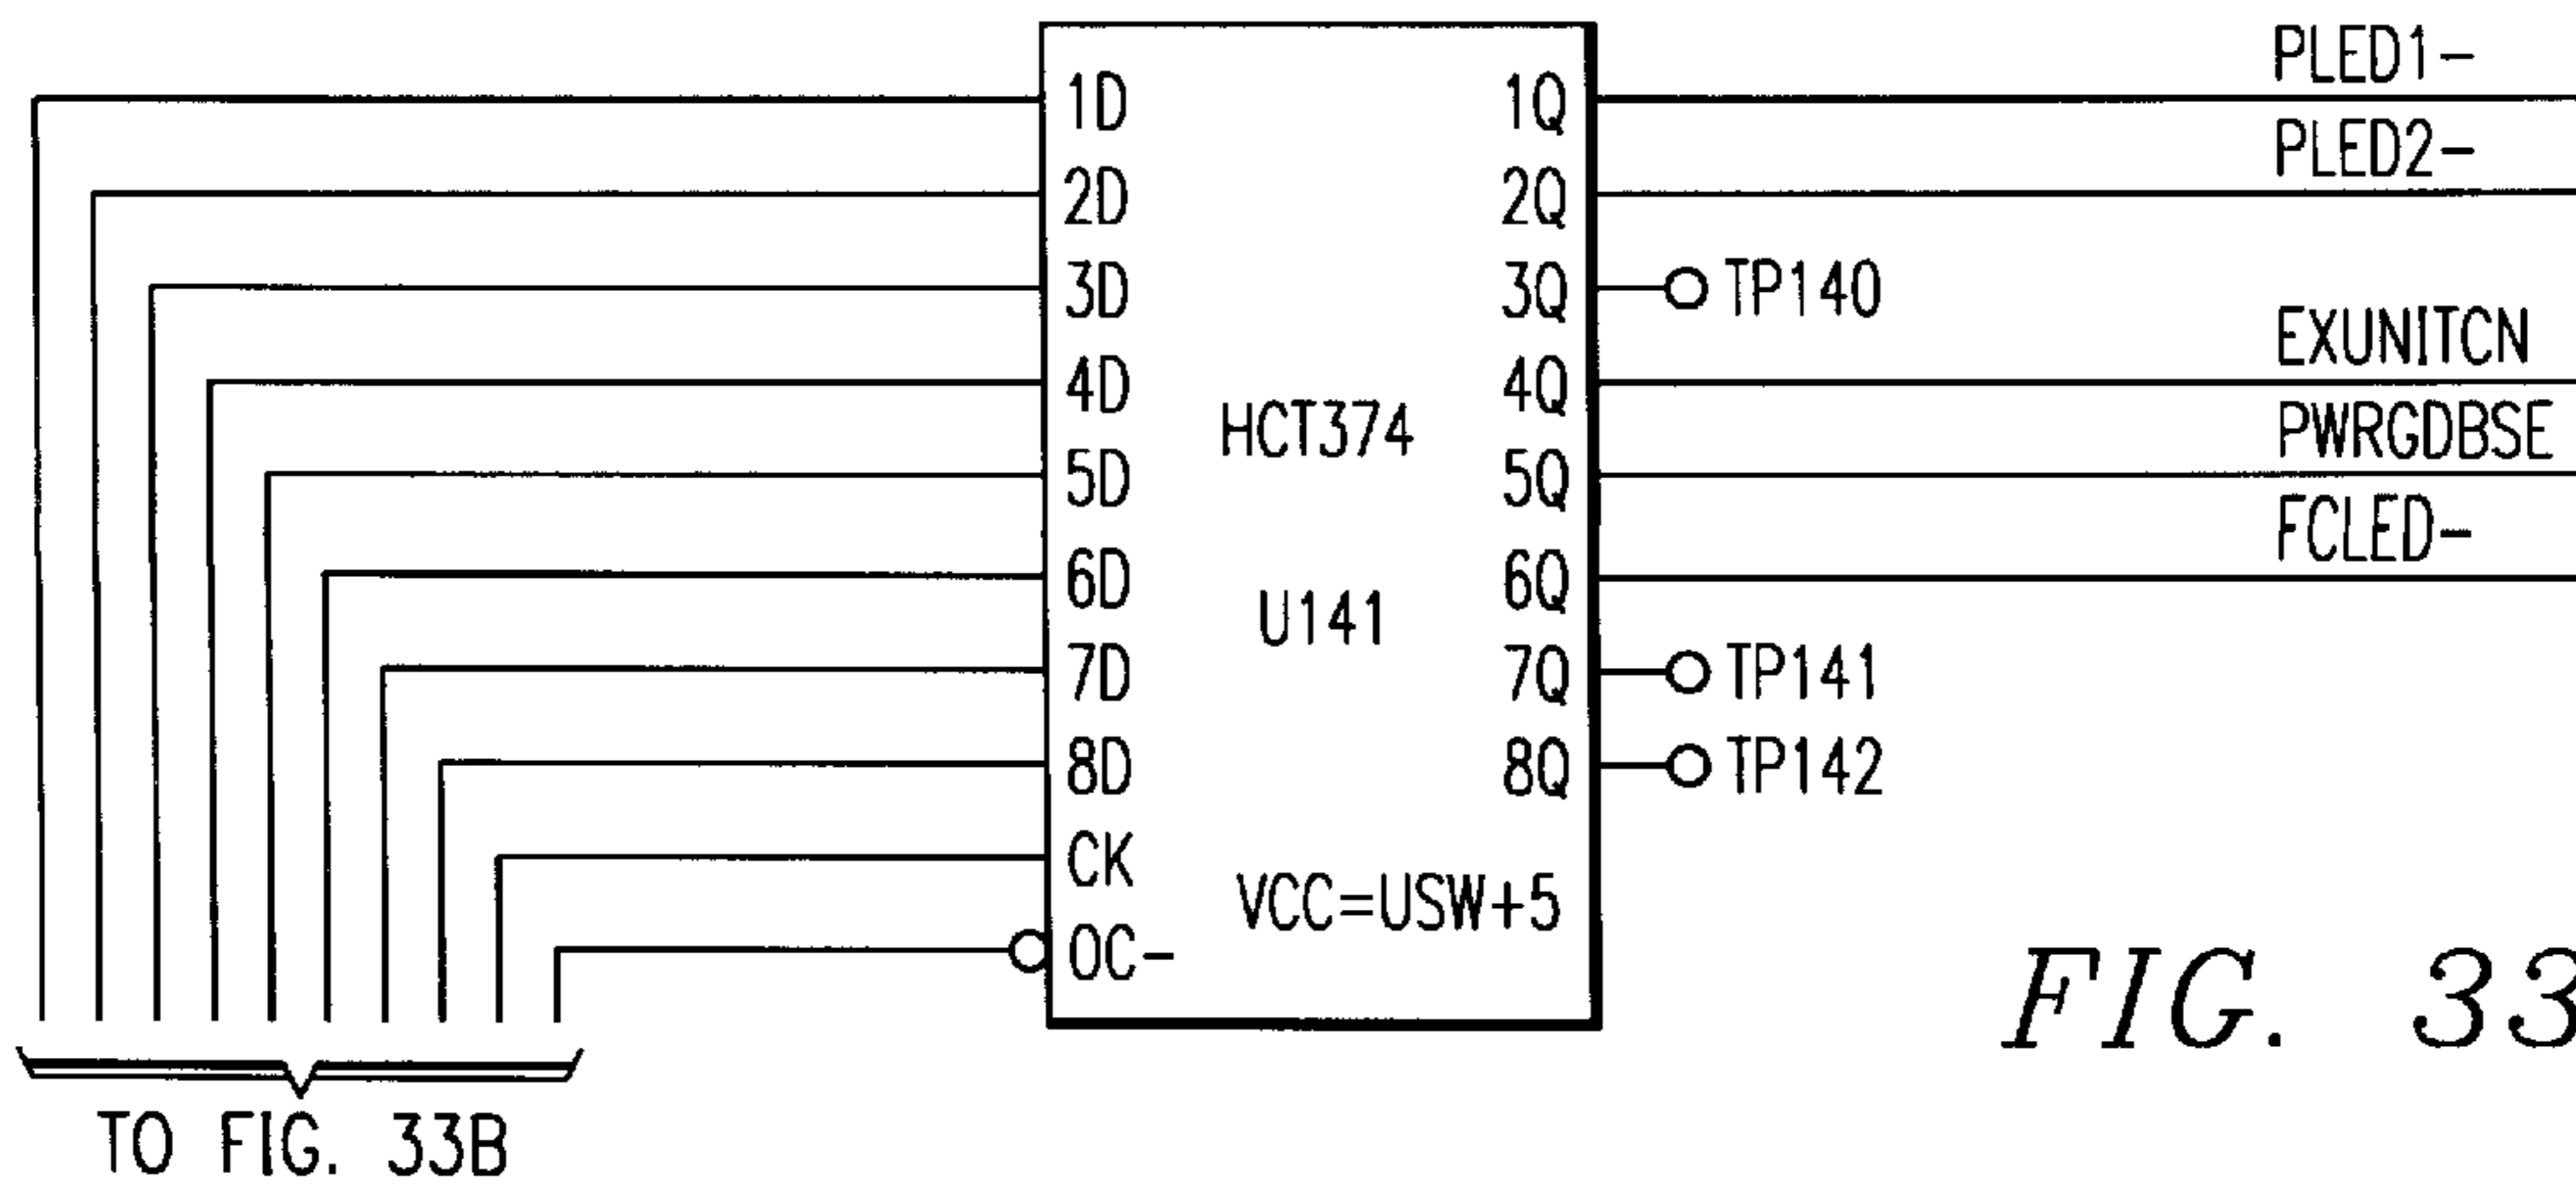 PLED1-
1D 1Q
PLED2-
2D 2Q
3D 3Q TP140
EXUNITCN
4D 4Q
HCT374
PWRGDBSE
5D 5Q
FCLED-
6D 6Q
U141
7D 7Q TP141
8D 8Q TP142
CK
VCC=USW+5
OC-
FIG. 33
TO FIG. 33B